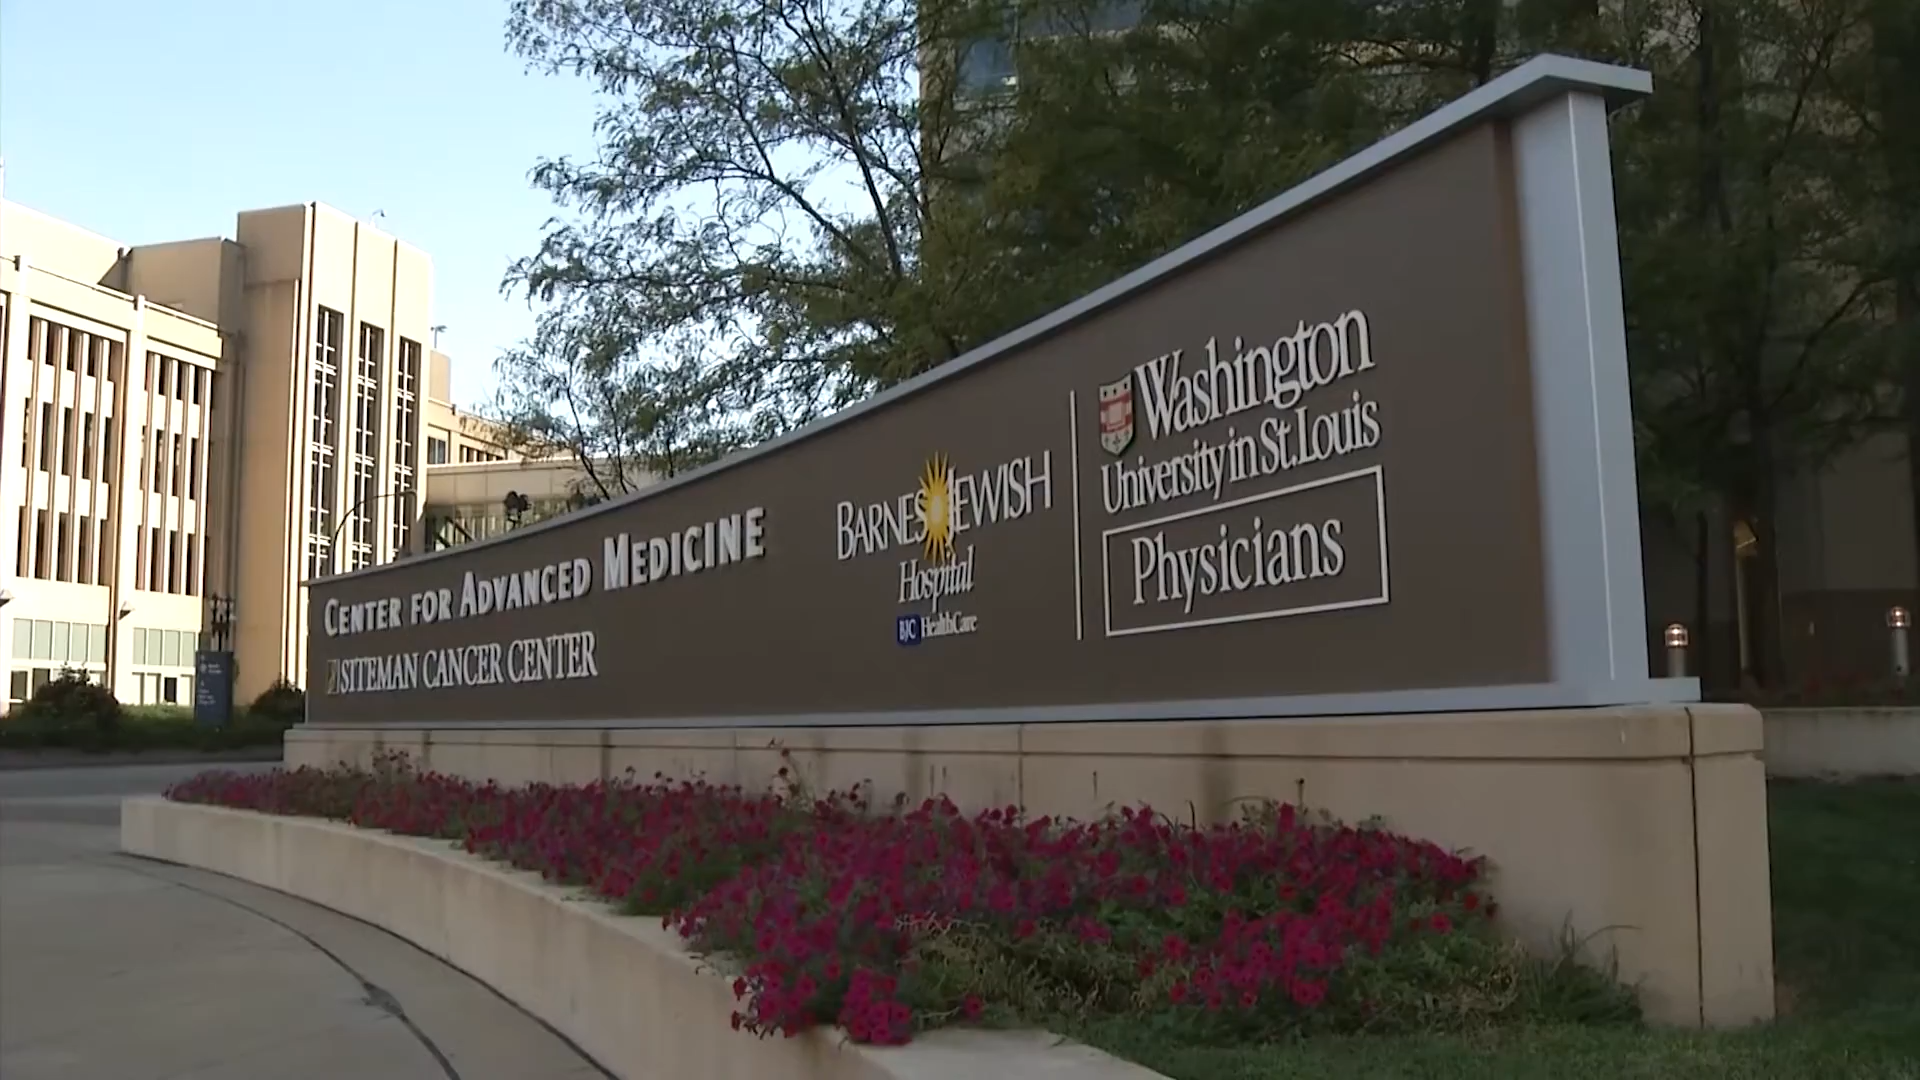 CENTER FOR ADVANCED MEDICINE
SITEMAN CANCER CENTER
BARNES JEWISH
Hospital
BJC HealthCare
Washington
University in St. Louis
Physicians